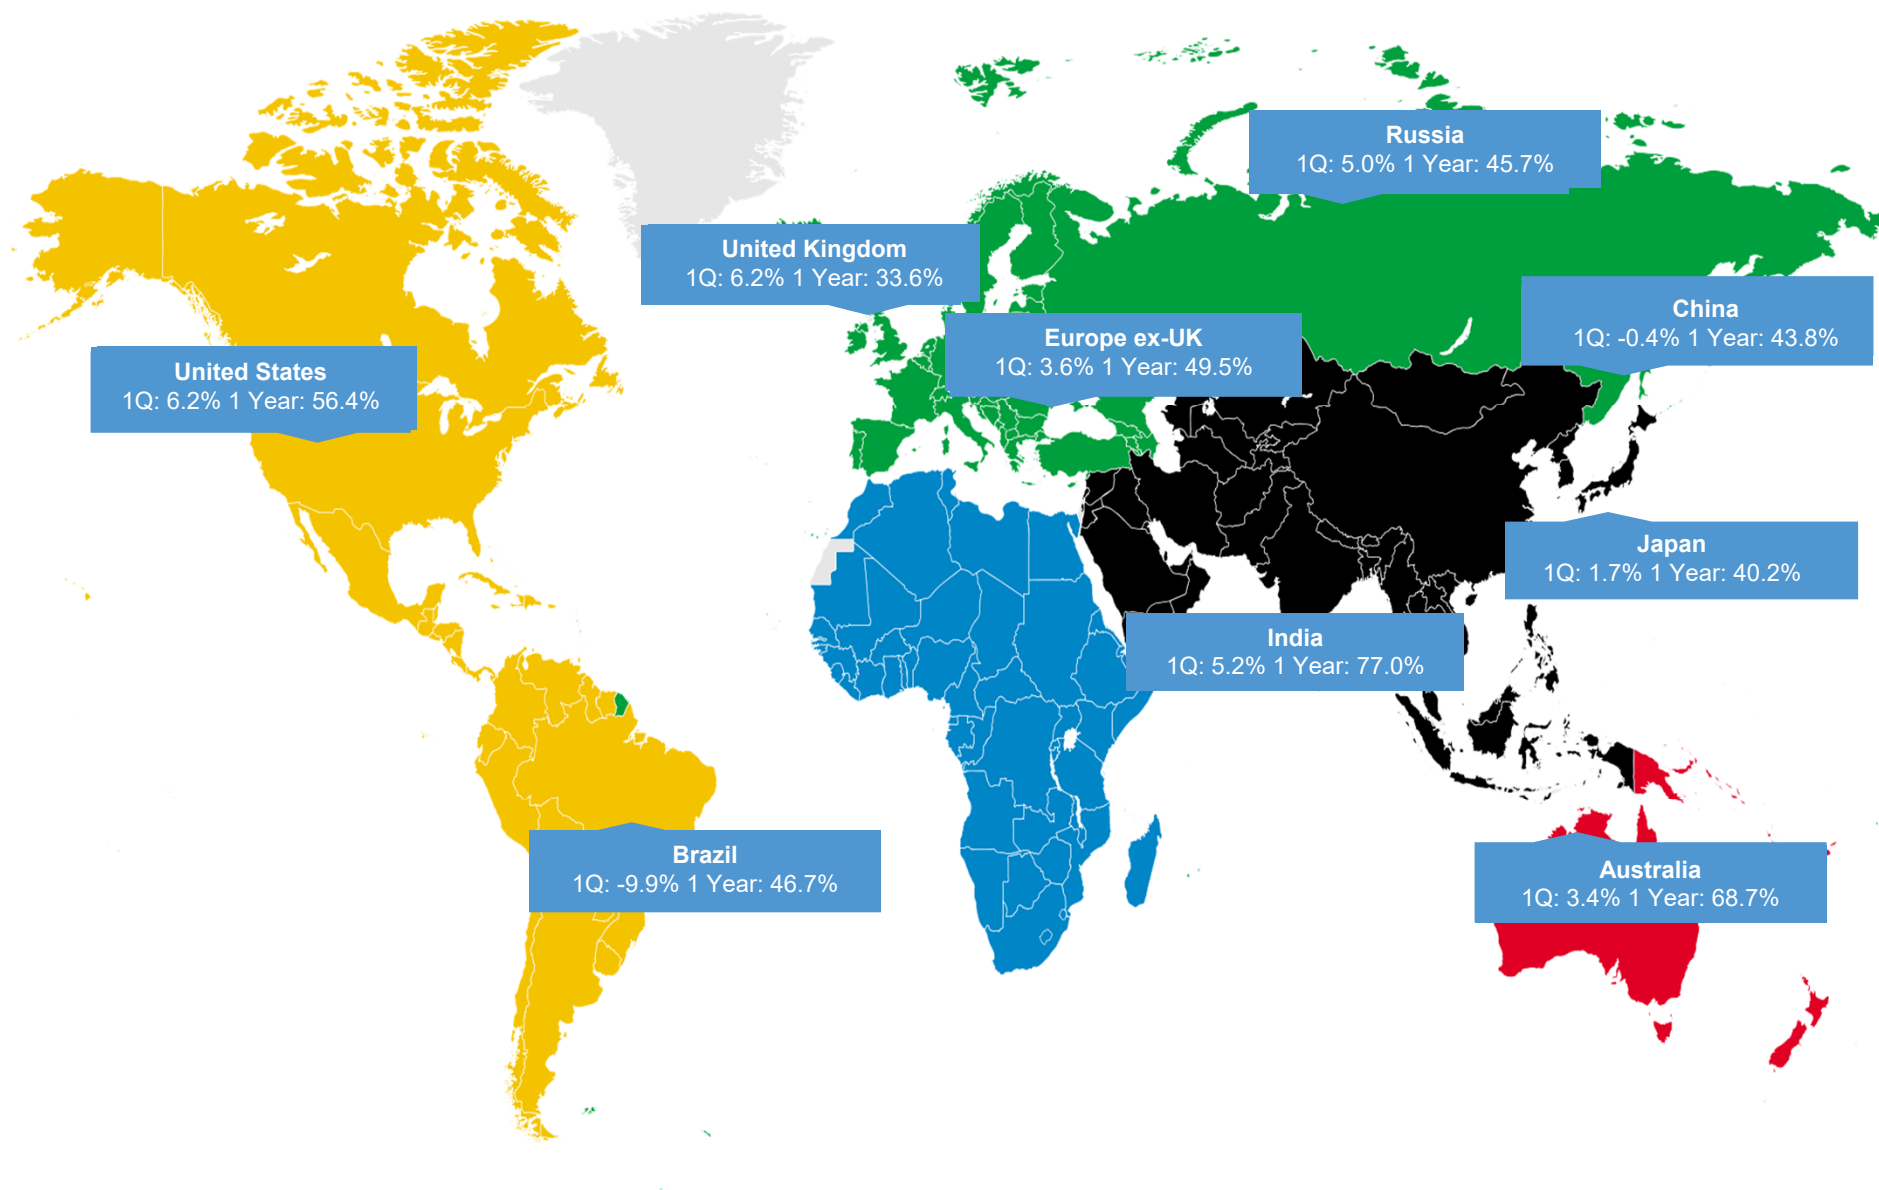 Russia
1Q: 5.0% 1 Year: 45.7%
United Kingdom
1Q: 6.2% 1 Year: 33.6%
China
1Q: -0.4% 1 Year: 43.8%
Europe ex-UK
1Q: 3.6% 1 Year: 49.5%
United States
1Q: 6.2% 1 Year: 56.4%
Japan
1Q: 1.7% 1 Year: 40.2%
India
1Q: 5.2% 1 Year: 77.0%
Brazil
1Q: -9.9% 1 Year: 46.7%
Australia
1Q: 3.4% 1 Year: 68.7%